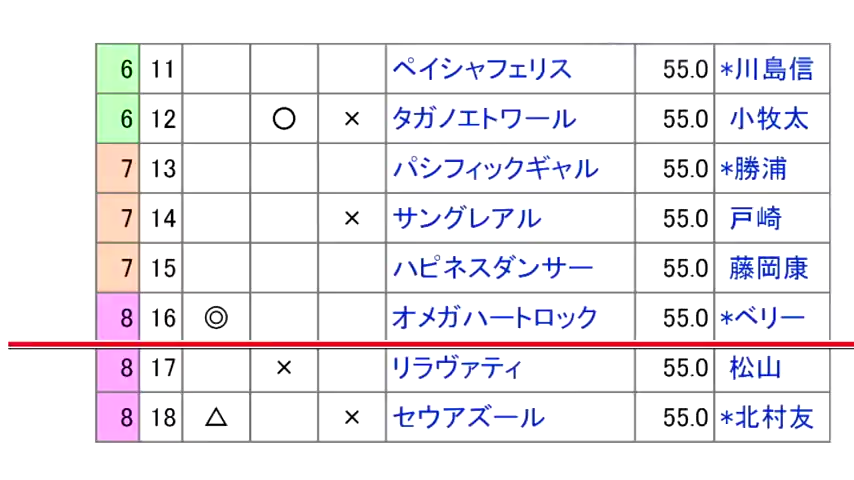 6 11 ペイシャフェリス 55.0 *川島信
6 12 ○ × タガノエトワール 55.0 小牧太
7 13 パシフィックギャル 55.0 *勝浦
7 14 × サングレアル 55.0 戸崎
7 15 ハピネスダンサー 55.0 藤岡康
8 16 ◎ オメガハートロック 55.0 *ベリー
8 17 × リラヴァティ 55.0 松山
8 18 △ × セウアズール 55.0 *北村友